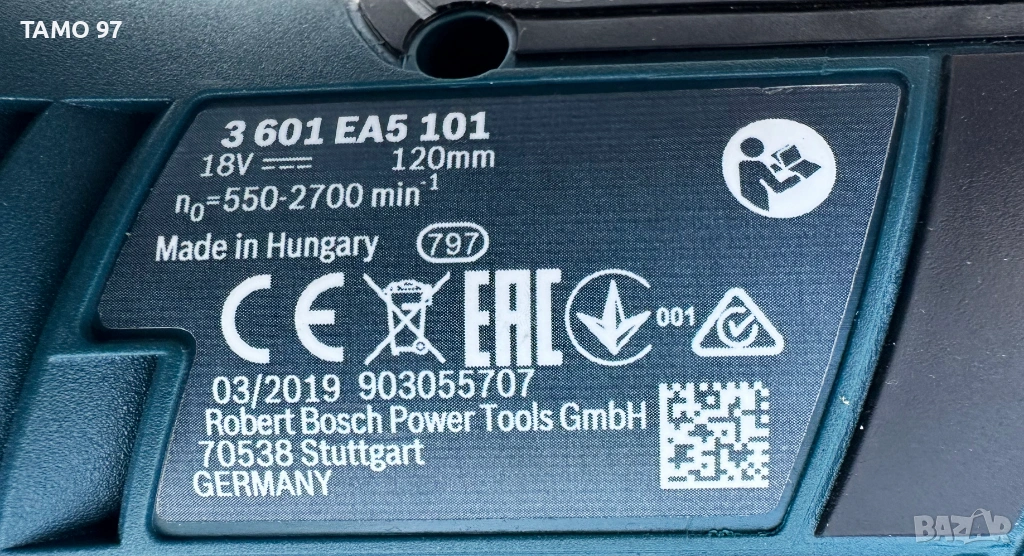 TAMO 97
3 601 EA5 101
18V 120mm
n0=550-2700 min-1
Made in Hungary 797
CE EAC 001
03/2019 903055707
Robert Bosch Power Tools GmbH
70538 Stuttgart
GERMANY
BAZAR